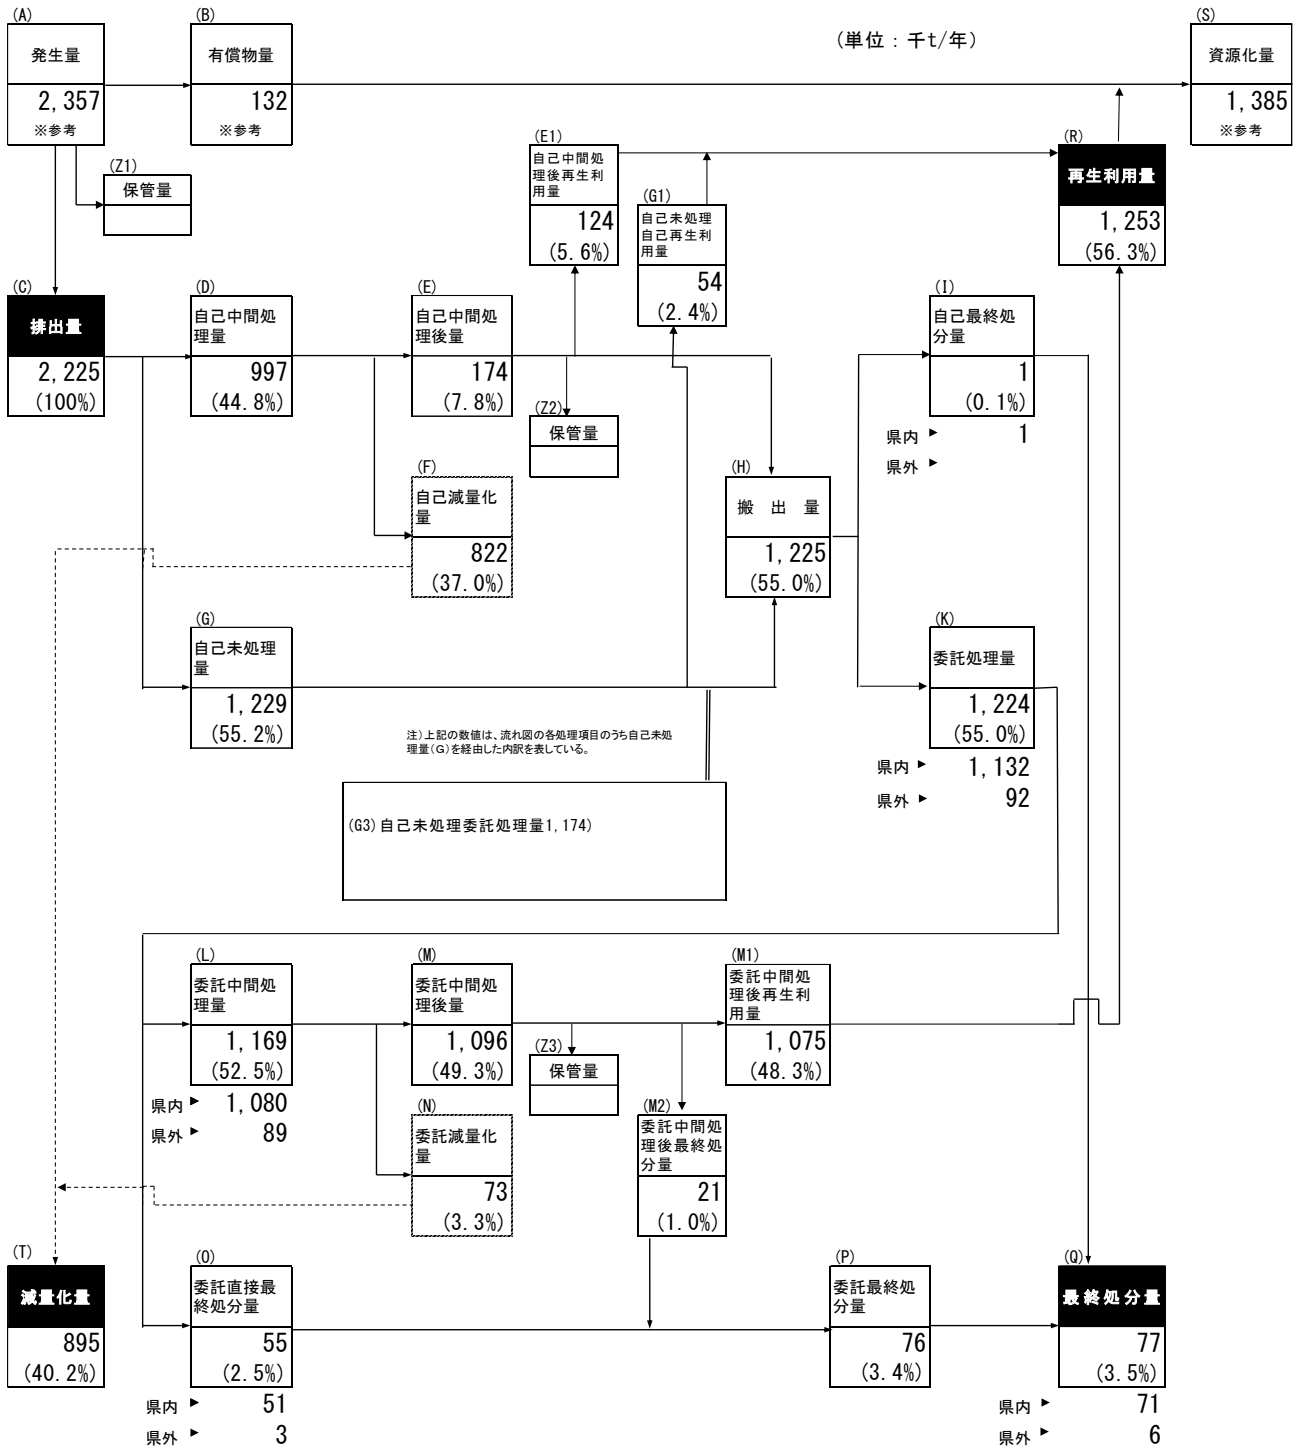 (A)
発生量
2,357
※参考
(B)
有償物量
132
※参考
(単位：千t/年)
(S)
資源化量
1,385
※参考
(Z1)
保管量
(E1)
自己中間処
理後再生利
用量
124
(5.6%)
(G1)
自己未処理
自己再生利
用量
54
(2.4%)
(R)
再生利用量
1,253
(56.3%)
(C)
排出量
2,225
(100%)
(D)
自己中間処
理量
997
(44.8%)
(E)
自己中間処
理後量
174
(7.8%)
(Z2)
保管量
(I)
自己最終処
分量
1
(0.1%)
県内 ▶ 1
県外 ▶
(F)
自己減量化
量
822
(37.0%)
(H)
搬 出 量
1,225
(55.0%)
(G)
自己未処理
量
1,229
(55.2%)
(K)
委託処理量
1,224
(55.0%)
県内 ▶ 1,132
県外 ▶ 92
注)上記の数値は、流れ図の各処理項目のうち自己未処
理量(G)を経由した内訳を表している。
(G3)自己未処理委託処理量1,174)
(L)
委託中間処
理量
1,169
(52.5%)
県内 ▶ 1,080
県外 ▶ 89
(M)
委託中間処
理後量
1,096
(49.3%)
(Z3)
保管量
(M1)
委託中間処
理後再生利
用量
1,075
(48.3%)
(N)
委託減量化
量
73
(3.3%)
(M2)
委託中間処
理後最終処
分量
21
(1.0%)
(T)
減量化量
895
(40.2%)
(O)
委託直接最
終処分量
55
(2.5%)
県内 ▶ 51
県外 ▶ 3
(P)
委託最終処
分量
76
(3.4%)
(Q)
最終処分量
77
(3.5%)
県内 ▶ 71
県外 ▶ 6